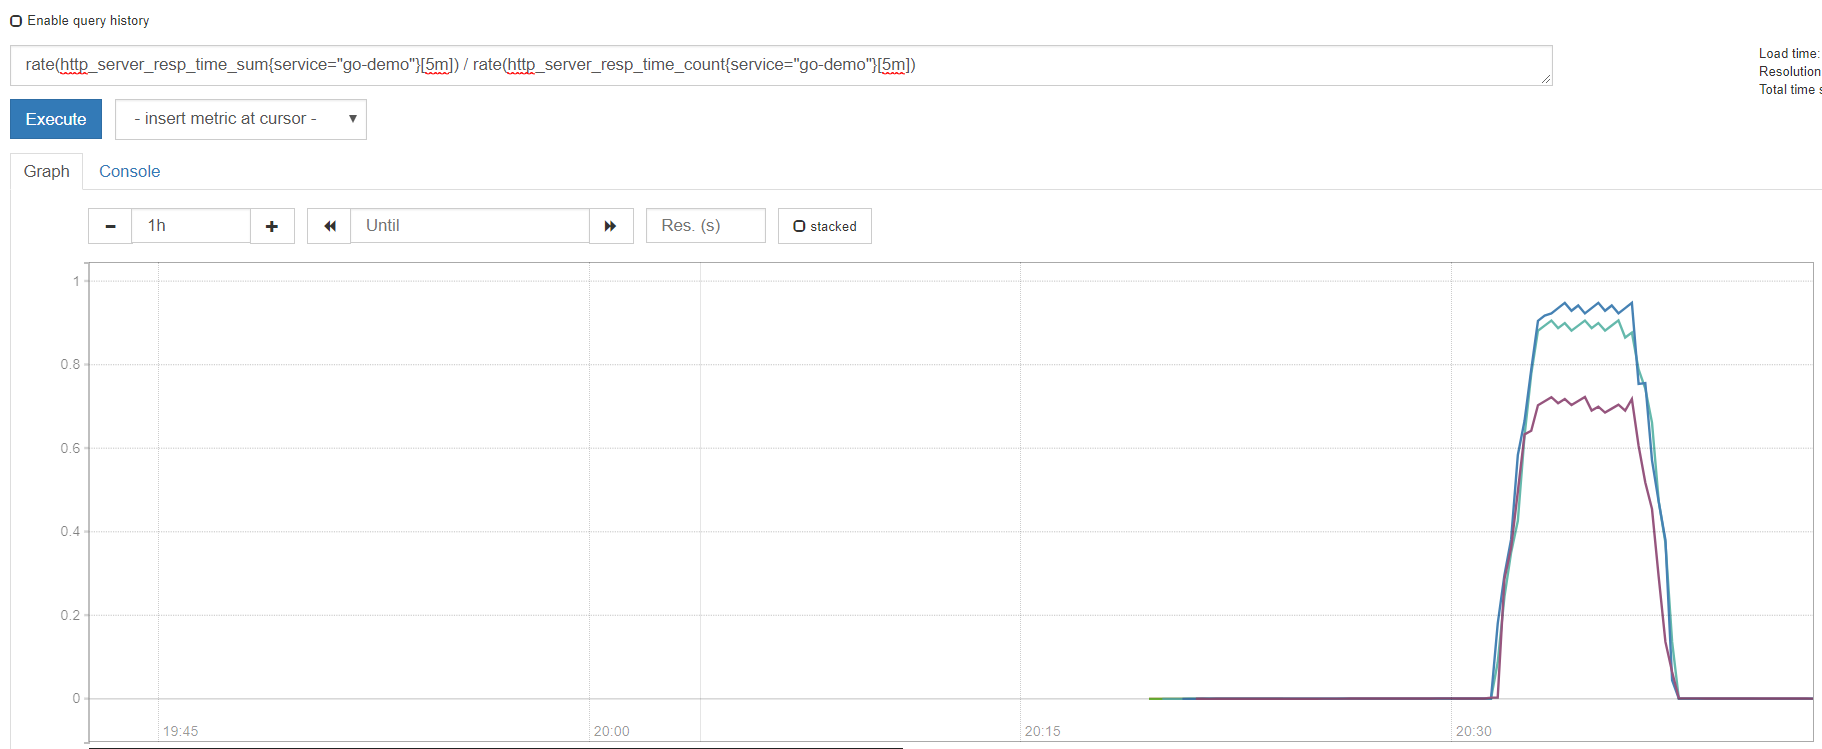 Enable query history
rate(http_server_resp_time_sum{service="go-demo"}[5m]) / rate(http_server_resp_time_count{service="go-demo"}[5m])
Load time:
Resolution
Total time s
Execute
- insert metric at cursor -
Graph
Console
1h
Until
Res. (s)
stacked
1
0.8
0.6
0.4
0.2
0
19:45
20:00
20:15
20:30